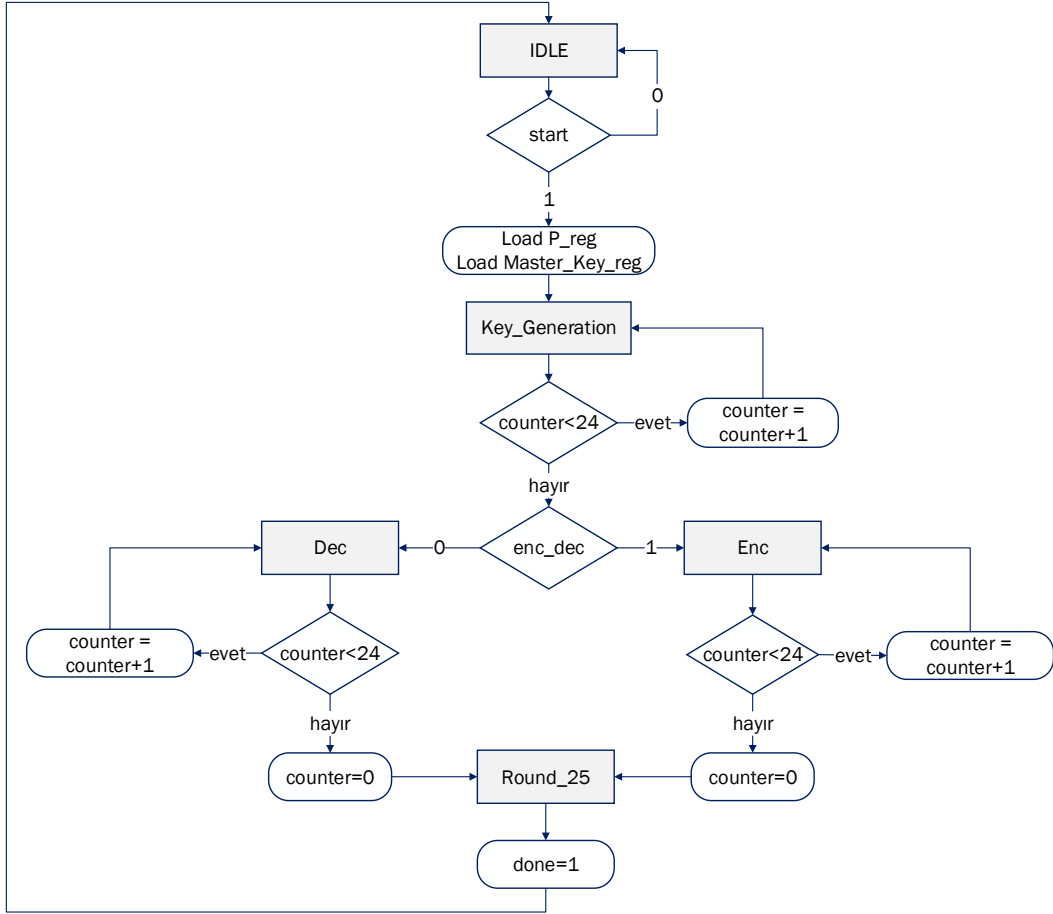 IDLE
0
start
1
Load P_reg
Load Master_Key_reg
Key_Generation
counter<24
evet
counter =
counter+1
hayır
Dec
0
enc_dec
1
Enc
counter =
counter+1
evet
counter<24
counter<24
evet
counter =
counter+1
hayır
hayır
counter=0
Round_25
counter=0
done=1